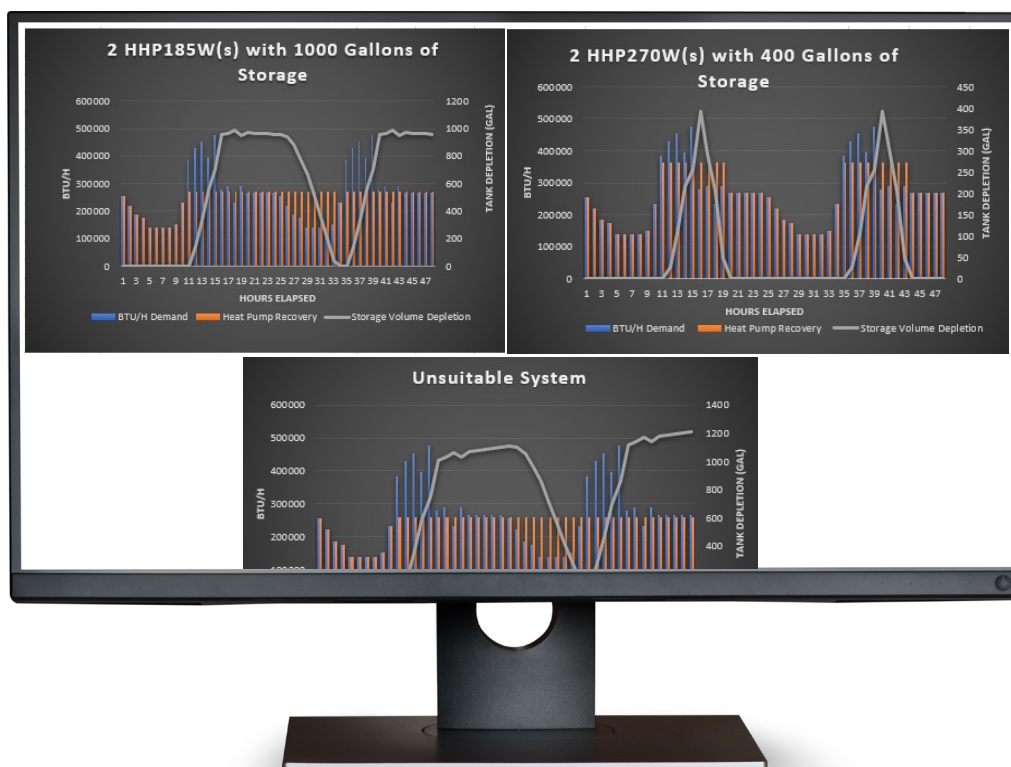 2 HHP185W(s) with 1000 Gallons of
Storage
BTU/H
600000
500000
400000
300000
200000
100000
0
1200
1000
800
600
400
200
0
TANK DEPLETION (GAL)
1 3 5 7 9 11 13 15 17 19 21 23 25 27 29 31 33 35 37 39 41 43 45 47
HOURS ELAPSED
BTU/H Demand Heat Pump Recovery Storage Volume Depletion
2 HHP270W(s) with 400 Gallons of
Storage
BTU/H
600000
500000
400000
300000
200000
100000
0
450
400
350
300
250
200
150
100
50
0
TANK DEPLETION (GAL)
1 3 5 7 9 11 13 15 17 19 21 23 25 27 29 31 33 35 37 39 41 43 45 47
HOURS ELAPSED
BTU/H Demand Heat Pump Recovery Storage Volume Depletion
Unsuitable System
BTU/H
600000
500000
400000
300000
200000
100000
1400
1200
1000
800
600
400
TANK DEPLETION (GAL)